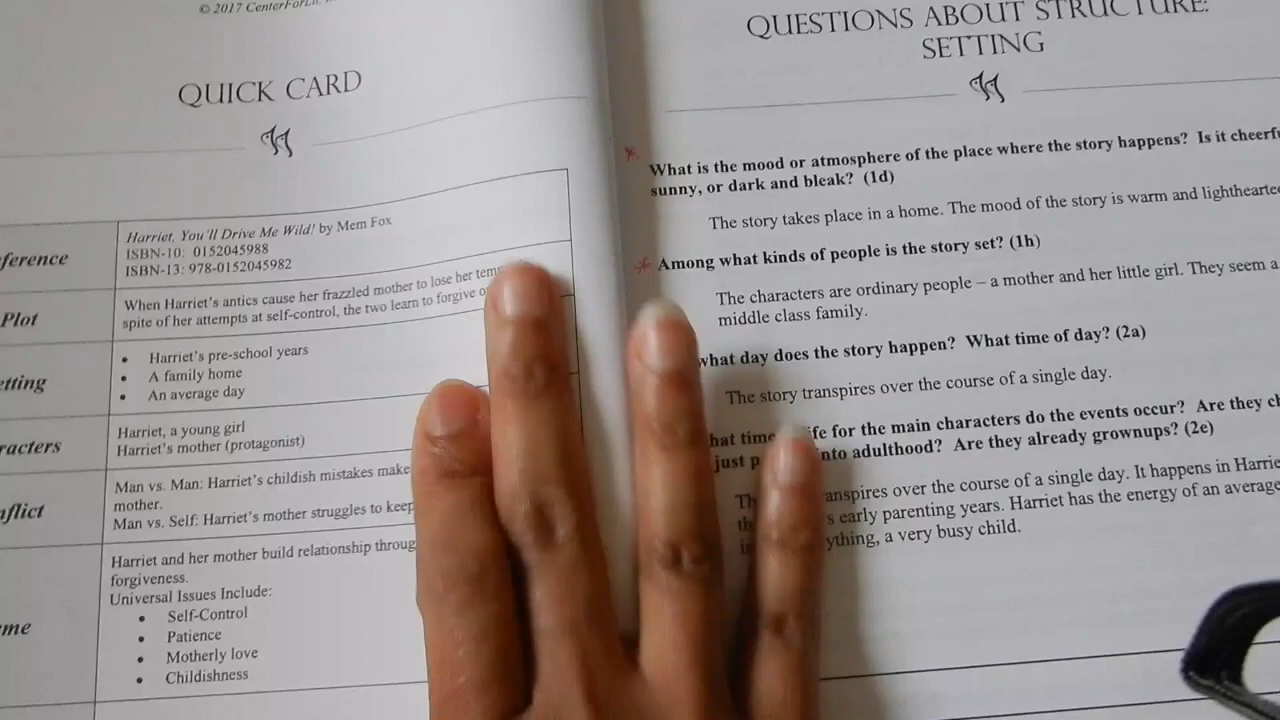 © 2017 CenterForLit,
QUICK CARD
ference
Harriet, You'll Drive Me Wild! by Mem Fox
ISBN-10: 0152045988
ISBN-13: 978-0152045982
Plot
When Harriet's antics cause her frazzled mother to lose her
spite of her attempts at self-control, the two learn to forgive
etting
• Harriet's pre-school years
• A family home
• An average day
racters
Harriet, a young girl
Harriet's mother (protagonist)
nflict
Man vs. Man: Harriet's childish mistakes make
mother.
Man vs. Self: Harriet's mother struggles to keep
me
Harriet and her mother build relationship throug
forgiveness.
Universal Issues Include:
• Self-Control
• Patience
• Motherly love
• Childishness
QUESTIONS ABOUT STRUCTURE:
SETTING
What is the mood or atmosphere of the place where the story happens? Is it cheerfu
sunny, or dark and bleak? (1d)
The story takes place in a home. The mood of the story is warm and lighthearte
Among what kinds of people is the story set? (1h)
The characters are ordinary people – a mother and her little girl. They seem a
middle class family.
what day does the story happen? What time of day? (2a)
The story transpires over the course of a single day.
hat time ife for the main characters do the events occur? Are they ch
just p into adulthood? Are they already grownups? (2e)
Th anspires over the course of a single day. It happens in Harrie
th s early parenting years. Harriet has the energy of an average
ything, a very busy child.